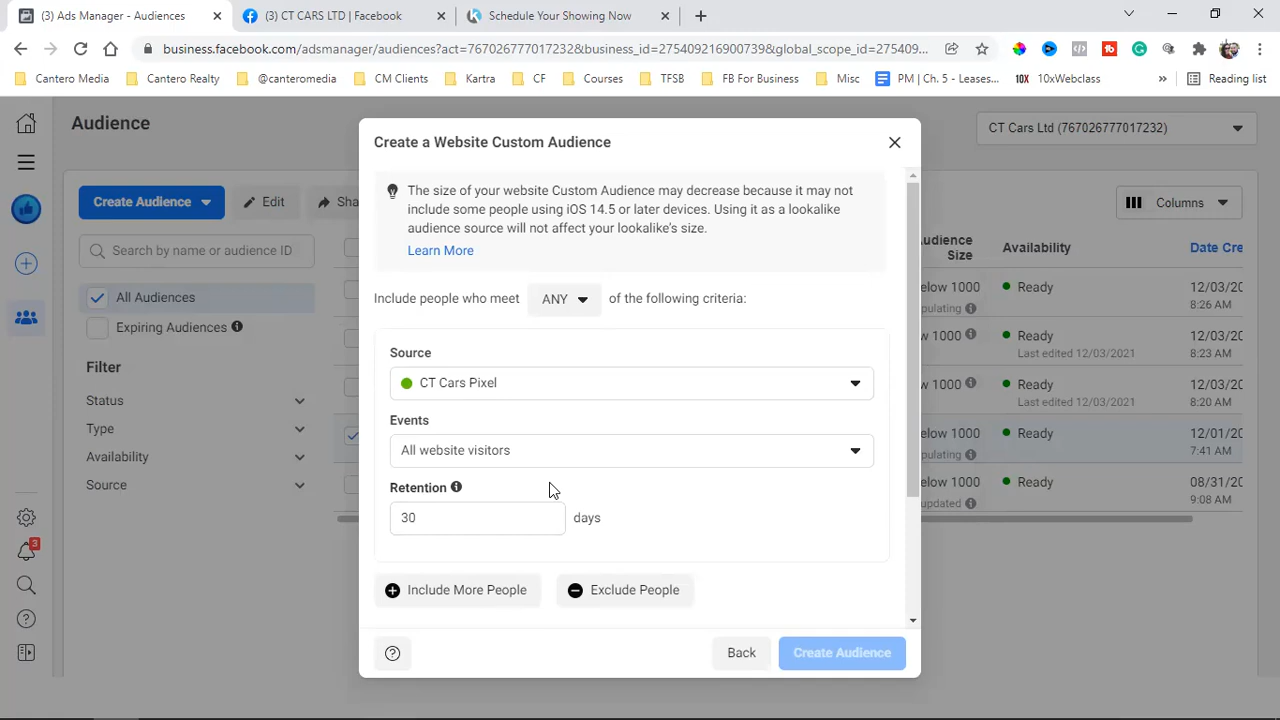 (3) Ads Manager - Audiences
(3) CT CARS LTD | Facebook
Schedule Your Showing Now
business.facebook.com/adsmanager/audiences?act=767026777017232&business_id=275409216900739&global_scope_id=275409...
Cantero Media
Cantero Realty
@canteromedia
CM Clients
Kartra
CF
Courses
TFSB
FB For Business
Misc
PM | Ch. 5 - Leases...
10X 10xWebclass
»
Reading list
Audience
CT Cars Ltd (767026777017232)
Create Audience
Edit
Sha
Columns
Search by name or audience ID
All Audiences
Expiring Audiences
Filter
Status
Type
Availability
Source
3
Create a Website Custom Audience
The size of your website Custom Audience may decrease because it may not
include some people using iOS 14.5 or later devices. Using it as a lookalike
audience source will not affect your lookalike's size.
Learn More
Include people who meet ANY of the following criteria:
Source
CT Cars Pixel
Events
All website visitors
Retention
30 days
Include More People
Exclude People
Back
Create Audience
udience
Size
Availability
Date Cre
elow 1000
Ready
12/03/20
pulating
8:26 AM
w 1000
Ready
12/03/202
Last edited 12/03/2021
8:23 AM
w 1000
Ready
12/03/202
Last edited 12/03/2021
8:20 AM
elow 1000
Ready
12/01/20
pulating
7:41 AM
elow 1000
Ready
08/31/20
updated
9:08 AM